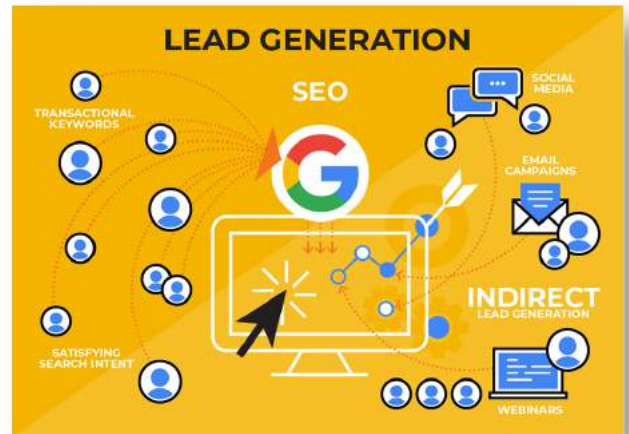 LEAD GENERATION
SEO
TRANSACTIONAL
KEYWORDS
SATISFYING
SEARCH INTENT
G
SOCIAL
MEDIA
EMAIL
CAMPAIGNS
INDIRECT
LEAD GENERATION
WEBINARS